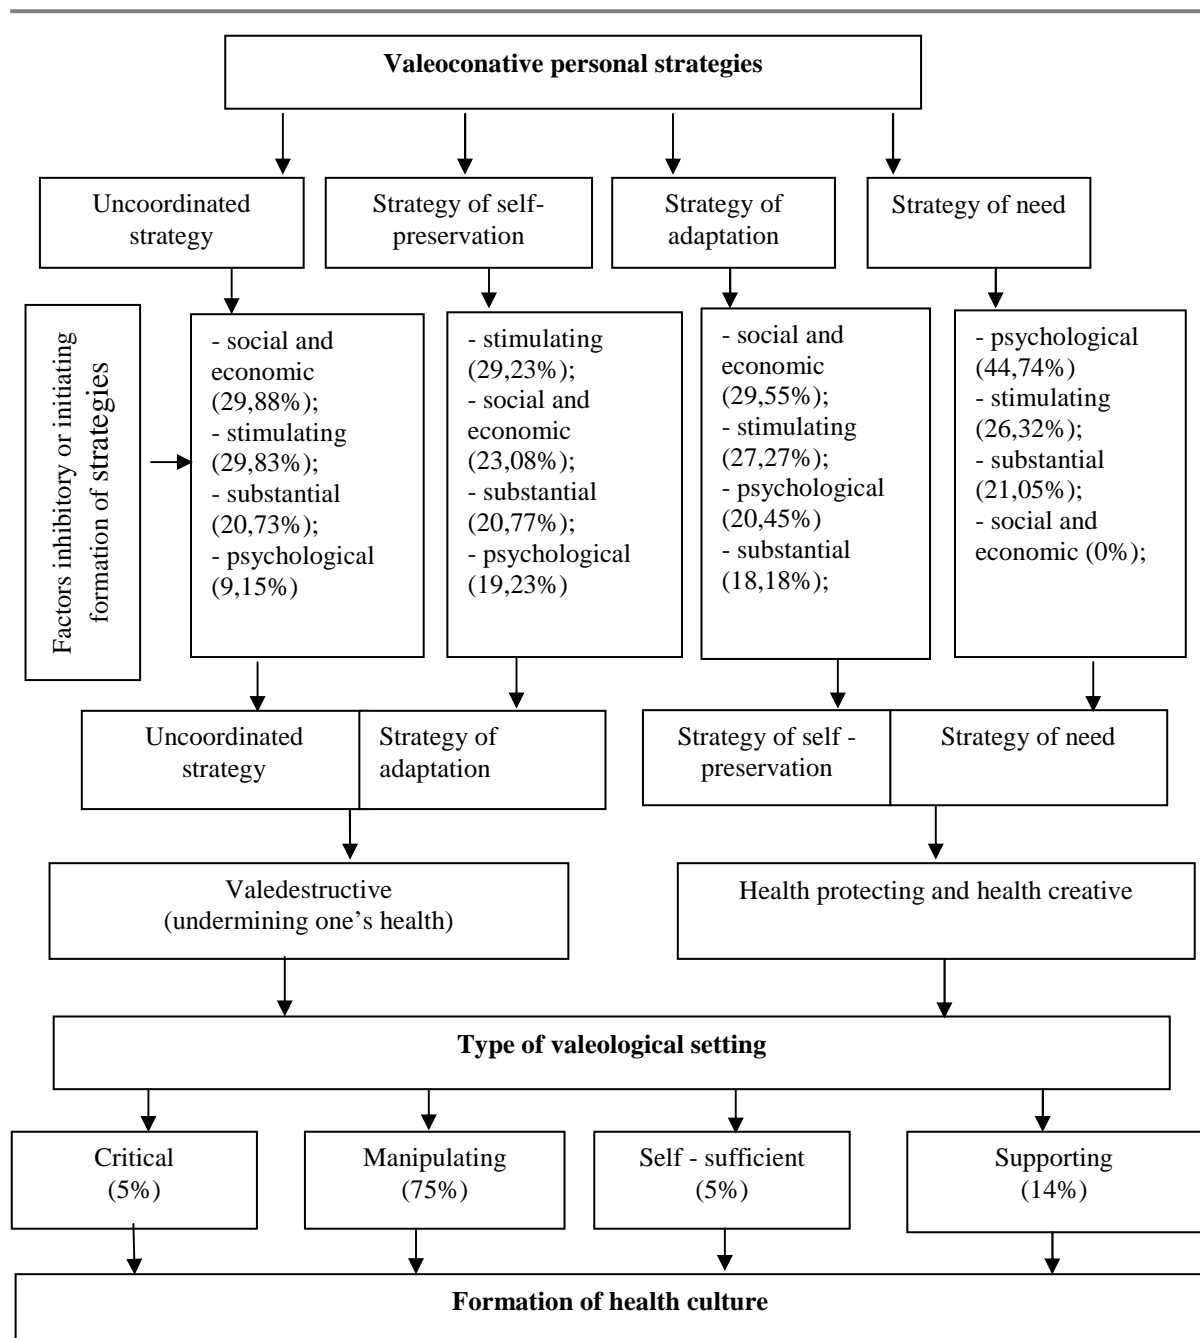 Valeoconative personal strategies
Uncoordinated
strategy
Strategy of self-
preservation
Strategy of
adaptation
Strategy of need
Factors inhibitory or initiating
formation of strategies
- social and
economic
(29,88%);
- stimulating
(29,83%);
- substantial
(20,73%);
- psychological
(9,15%)
- stimulating
(29,23%);
- social and
economic
(23,08%);
- substantial
(20,77%);
- psychological
(19,23%)
- social and
economic
(29,55%);
- stimulating
(27,27%);
- psychological
(20,45%)
- substantial
(18,18%);
- psychological
(44,74%)
- stimulating
(26,32%);
- substantial
(21,05%);
- social and
economic (0%);
Uncoordinated
strategy
Strategy of
adaptation
Strategy of self -
preservation
Strategy of need
Valedestructive
(undermining one’s health)
Health protecting and health creative
Type of valeological setting
Critical
(5%)
Manipulating
(75%)
Self - sufficient
(5%)
Supporting
(14%)
Formation of health culture